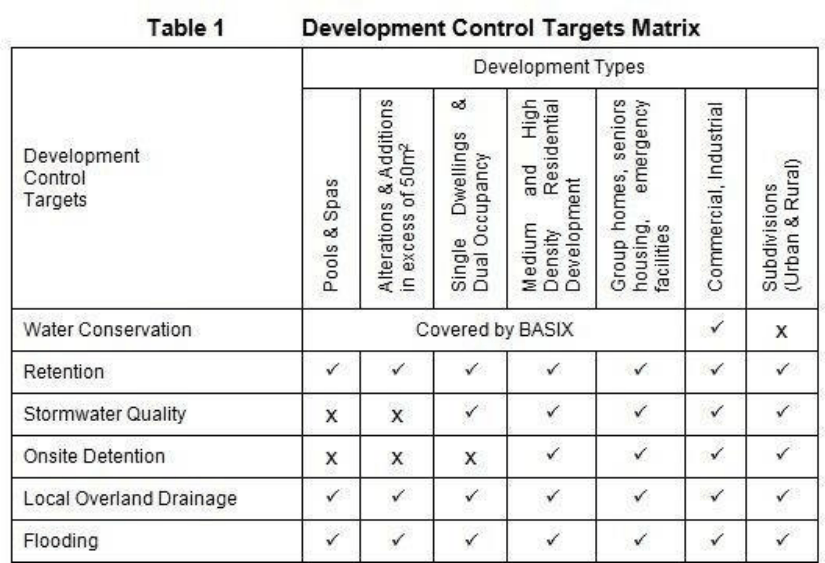 Table 1 Development Control Targets Matrix
Development Types
Development
Control
Targets
Pools & Spas
Alterations & Additions
in excess of 50m²
Single Dwellings &
Dual Occupancy
Medium and High
Density Residential
Development
Group homes, seniors
housing, emergency
facilities
Commercial, Industrial
Subdivisions
(Urban & Rural)
Water Conservation Covered by BASIX ✓ x
Retention ✓ ✓ ✓ ✓ ✓ ✓ ✓
Stormwater Quality x x ✓ ✓ ✓ ✓ ✓
Onsite Detention x x x ✓ ✓ ✓ ✓
Local Overland Drainage ✓ ✓ ✓ ✓ ✓ ✓ ✓
Flooding ✓ ✓ ✓ ✓ ✓ ✓ ✓